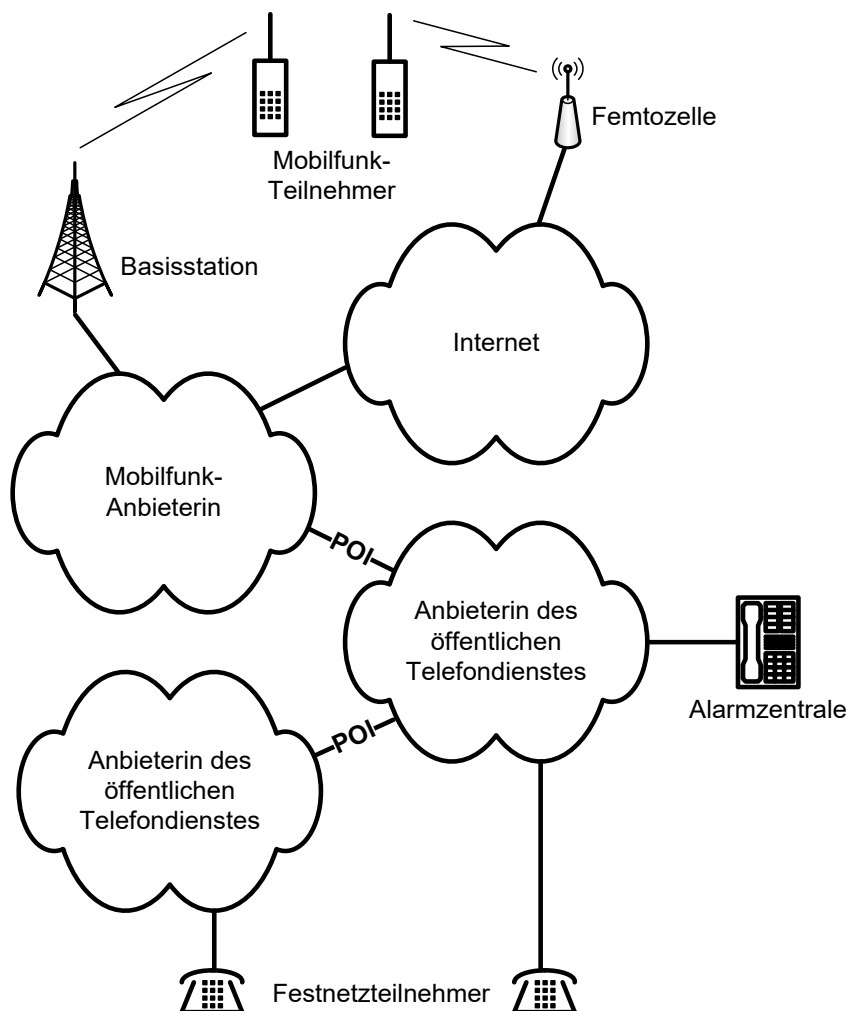 Femtozelle
Mobilfunk-
Teilnehmer
Basisstation
Internet
Mobilfunk-
Anbieterin
POI
Anbieterin des
öffentlichen
Telefondienstes
Alarmzentrale
POI
Anbieterin des
öffentlichen
Telefondienstes
Festnetzteilnehmer